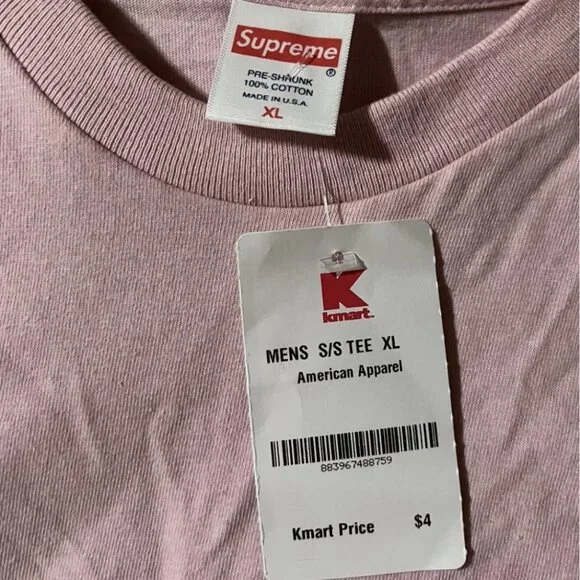 Supreme
®
PRE-SHRUNK
100% COTTON
MADE IN U.S.A.
XL
K
kmart.
MENS S/S TEE XL
American Apparel
883967488759
Kmart Price $4